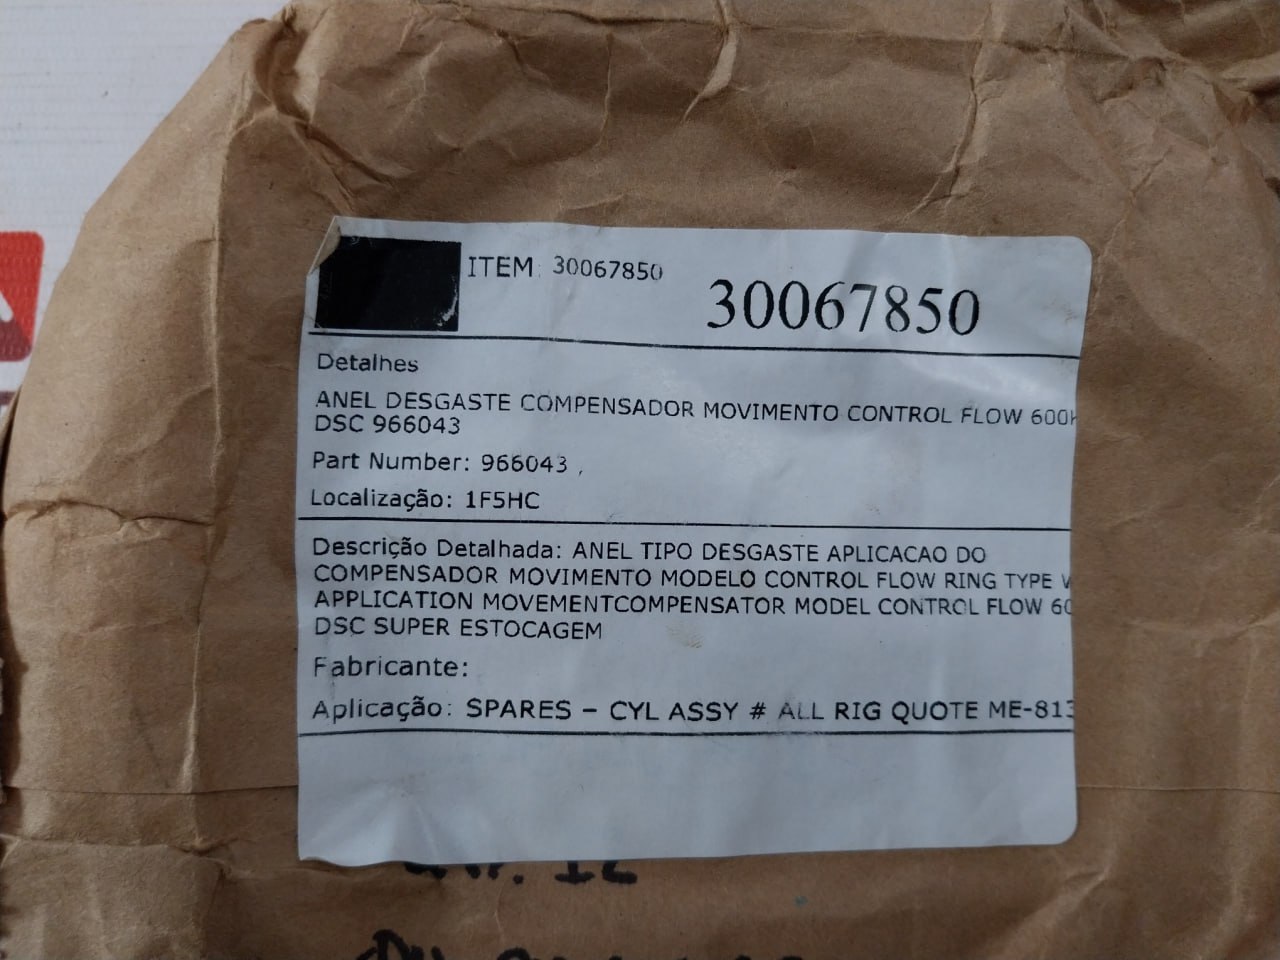 ITEM: 30067850
30067850
Detalhes
ANEL DESGASTE COMPENSADOR MOVIMENTO CONTROL FLOW
DSC 966043
Part Number: 966043 ,
Localização: 1F5HC
Descrição Detalhada: ANEL TIPO DESGASTE APLICACAO DO
COMPENSADOR MOVIMENTO MODELO CONTROL FLOW RING TYPE
APPLICATION MOVEMENTCOMPENSATOR MODEL CONTROL FLOW
DSC SUPER ESTOCAGEM
Fabricante:
Aplicação: SPARES - CYL ASSY # ALL RIG QUOTE ME-813